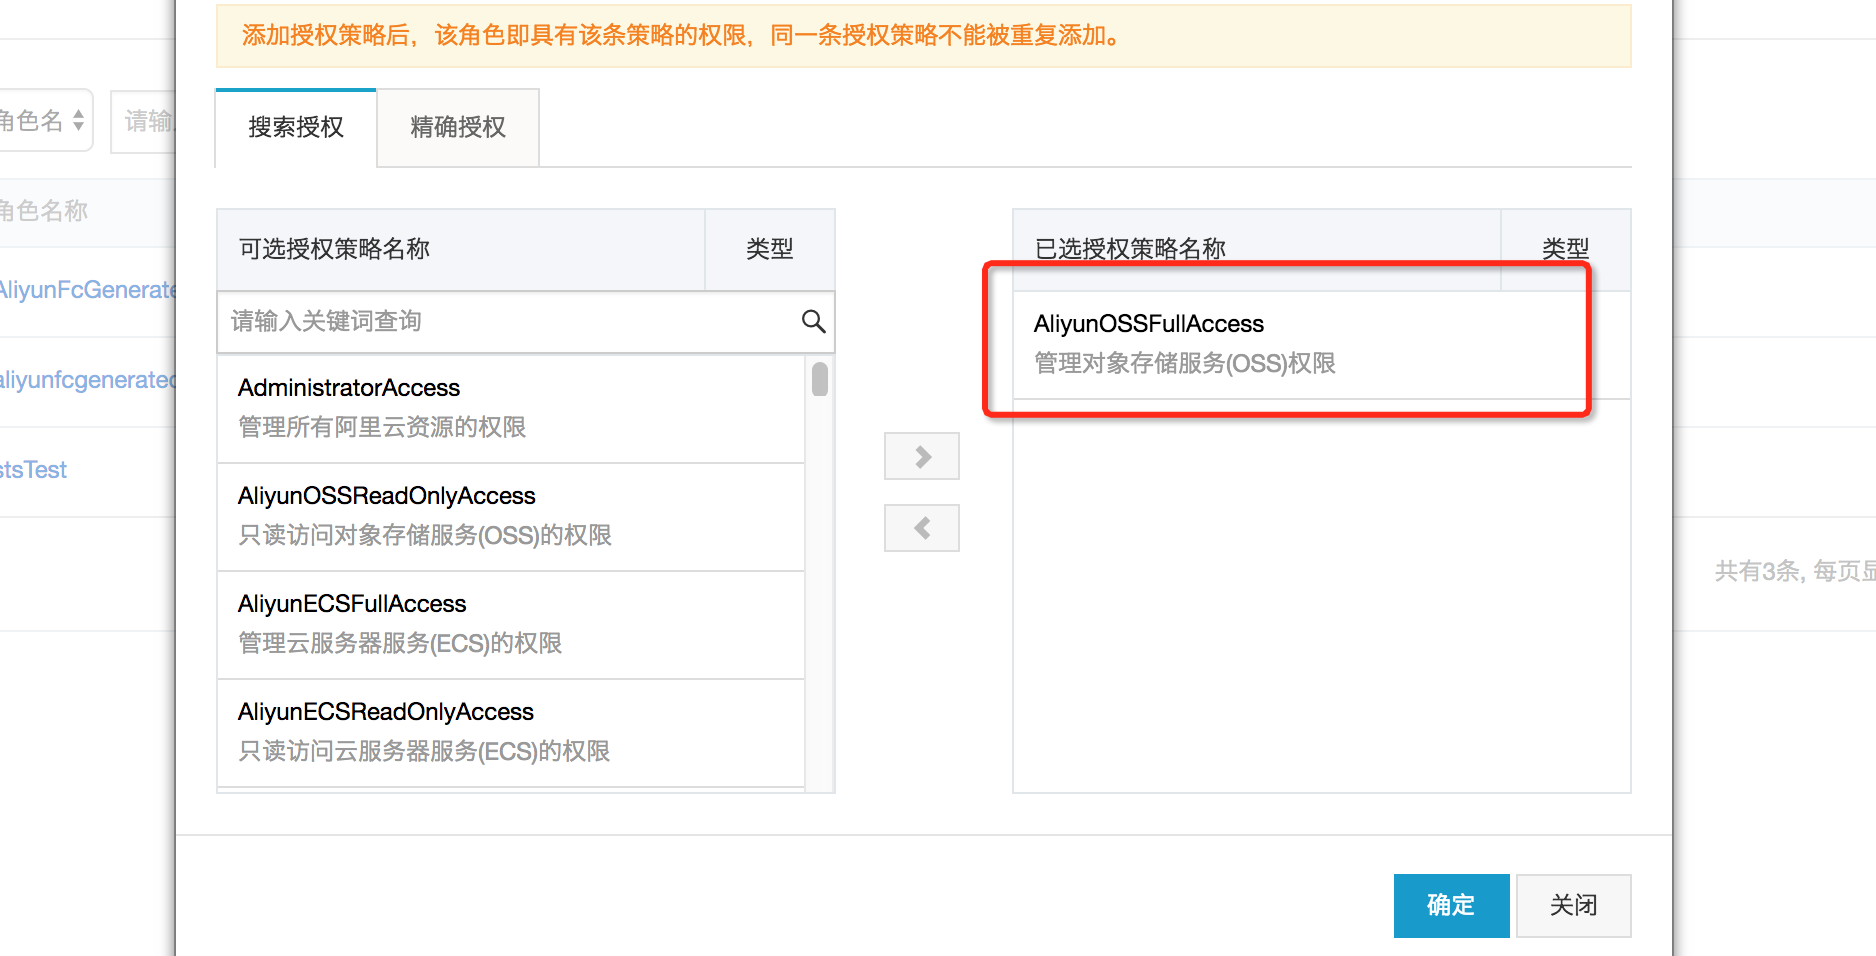 添加授权策略后，该角色即具有该条策略的权限，同一条授权策略不能被重复添加。
角色名
请输
搜索授权
精确授权
角色名称
AliyunFcGenerate
aliyunfcgenerated
stsTest
可选授权策略名称
类型
请输入关键词查询
AdministratorAccess
管理所有阿里云资源的权限
AliyunOSSReadOnlyAccess
只读访问对象存储服务(OSS)的权限
AliyunECSFullAccess
管理云服务器服务(ECS)的权限
AliyunECSReadOnlyAccess
只读访问云服务器服务(ECS)的权限
已选授权策略名称
类型
AliyunOSSFullAccess
管理对象存储服务(OSS)权限
共有3条, 每页显
确定
关闭